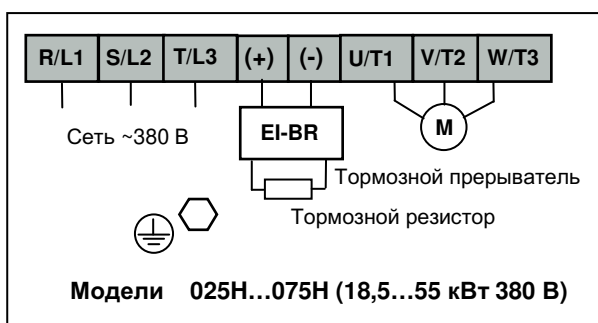 R/L1 S/L2 T/L3 (+) (-) U/T1 V/T2 W/T3
Сеть ~380 В
EI-BR
M
Тормозной прерыватель
Тормозной резистор
Модели 025H…075H (18,5…55 кВт 380 В)